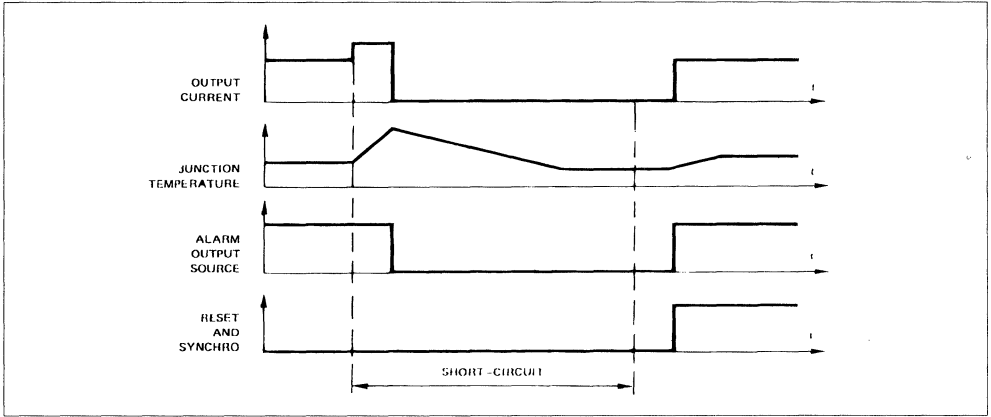 OUTPUT
CURRENT
t
JUNCTION
TEMPERATURE
t
ALARM
OUTPUT
SOURCE
t
RESET
AND
SYNCHRO
t
SHORT-CIRCUIT